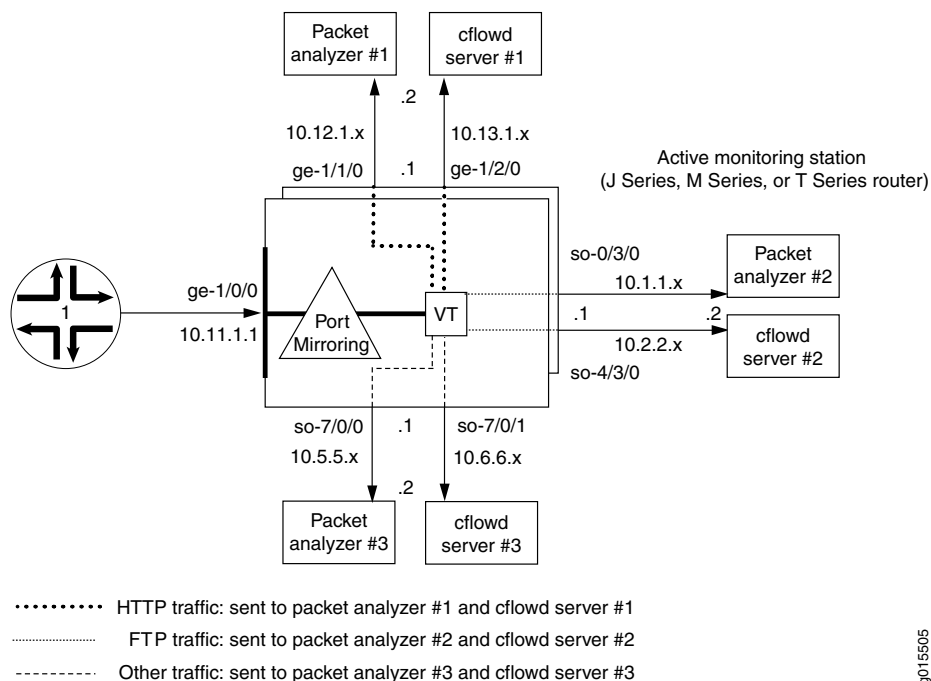 Packet
analyzer #1
cflowd
server #1
.2
10.12.1.x
10.13.1.x
ge-1/1/0
.1
ge-1/2/0
Active monitoring station
(J Series, M Series, or T Series router)
so-0/3/0
Packet
analyzer #2
10.1.1.x
ge-1/0/0
1
10.11.1.1
Port
Mirroring
VT
.1
.2
10.2.2.x
cflowd
server #2
so-4/3/0
so-7/0/0
.1
so-7/0/1
10.5.5.x
10.6.6.x
.2
Packet
analyzer #3
cflowd
server #3
HTTP traffic: sent to packet analyzer #1 and cflowd server #1
FTP traffic: sent to packet analyzer #2 and cflowd server #2
Other traffic: sent to packet analyzer #3 and cflowd server #3
g015505